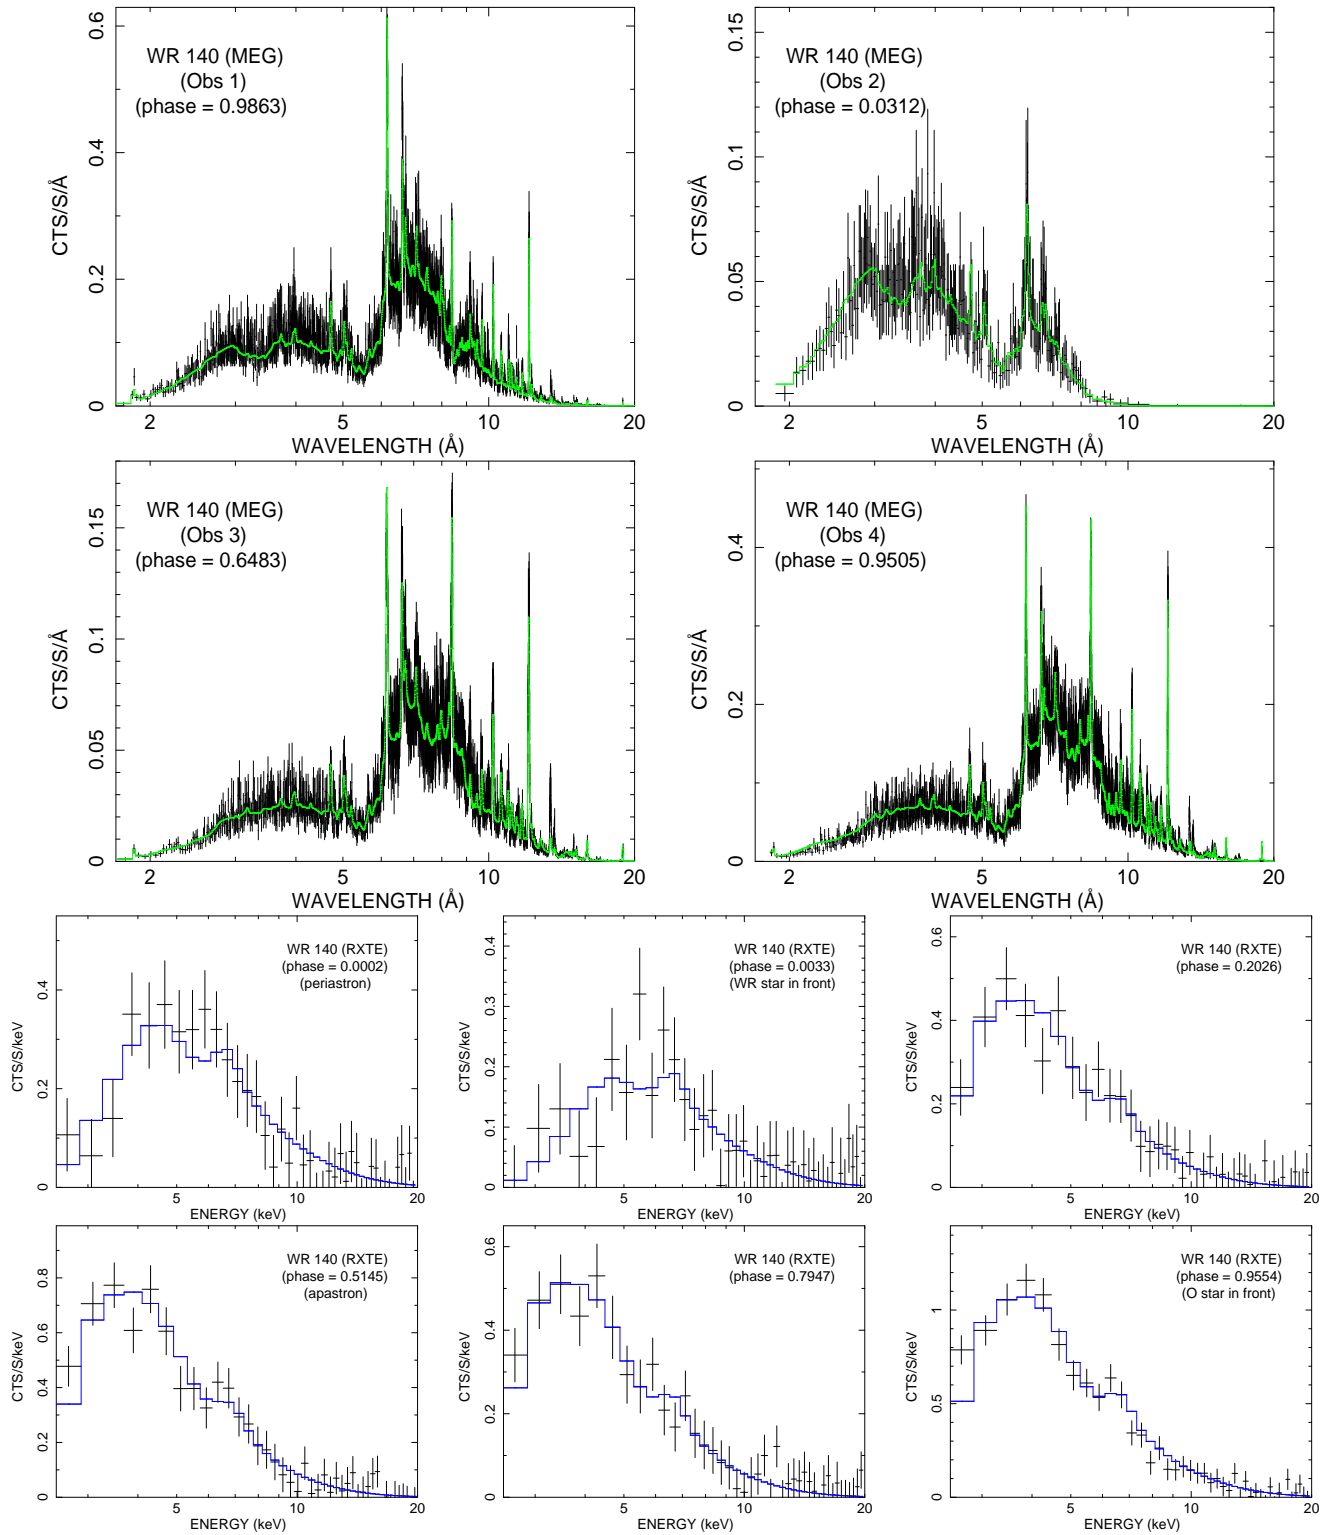 WR 140 (MEG)
(Obs 1)
(phase = 0.9863)
CTS/S/Å
0 0.2 0.4 0.6
2 5 10 20
WAVELENGTH (Å)
WR 140 (MEG)
(Obs 2)
(phase = 0.0312)
CTS/S/Å
0 0.05 0.1 0.15
2 5 10 20
WAVELENGTH (Å)
WR 140 (MEG)
(Obs 3)
(phase = 0.6483)
CTS/S/Å
0 0.05 0.1 0.15
2 5 10 20
WAVELENGTH (Å)
WR 140 (MEG)
(Obs 4)
(phase = 0.9505)
CTS/S/Å
0 0.2 0.4
2 5 10 20
WAVELENGTH (Å)
WR 140 (RXTE)
(phase = 0.0002)
(periastron)
CTS/S/keV
0 0.2 0.4
5 10 20
ENERGY (keV)
WR 140 (RXTE)
(phase = 0.0033)
(WR star in front)
CTS/S/keV
0 0.1 0.2 0.3 0.4
5 10 20
ENERGY (keV)
WR 140 (RXTE)
(phase = 0.2026)
CTS/S/keV
0 0.2 0.4 0.6
5 10 20
ENERGY (keV)
WR 140 (RXTE)
(phase = 0.5145)
(apastron)
CTS/S/keV
0 0.2 0.4 0.6 0.8
5 10 20
ENERGY (keV)
WR 140 (RXTE)
(phase = 0.7947)
CTS/S/keV
0 0.2 0.4 0.6
5 10 20
ENERGY (keV)
WR 140 (RXTE)
(phase = 0.9554)
(O star in front)
CTS/S/keV
0 0.5 1
5 10 20
ENERGY (keV)